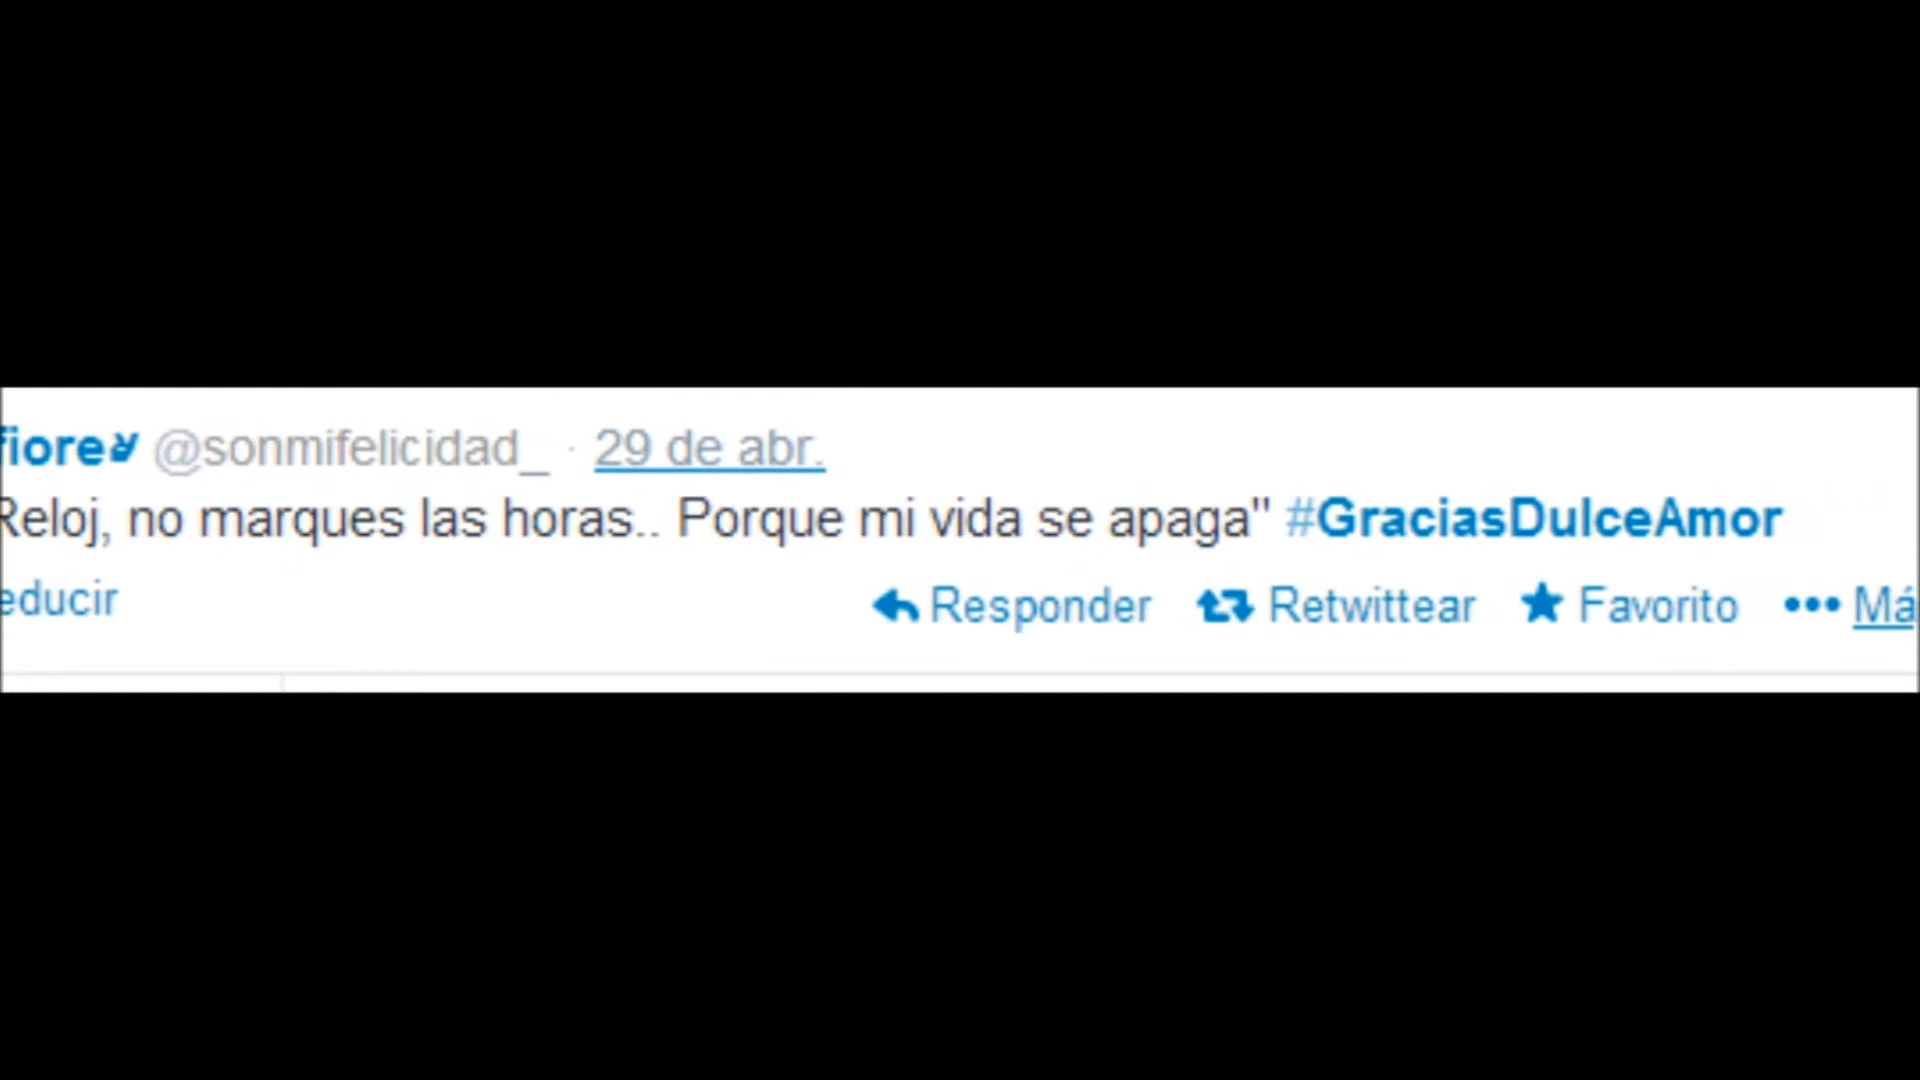 fiore @sonmifelicidad_ · 29 de abr.
Reloj, no marques las horas.. Porque mi vida se apaga" #GraciasDulceAmor
educir Responder Retwittear Favorito ••• Má